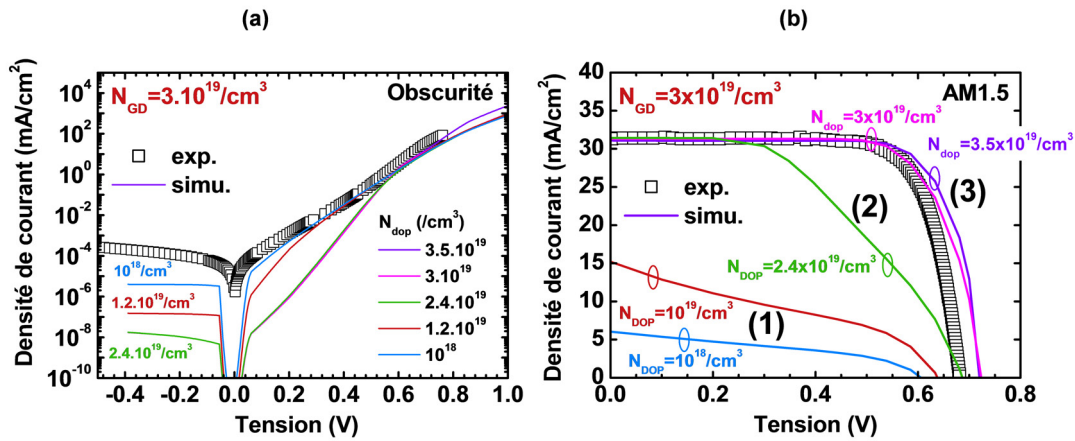 (a)
N_GD=3.10^19/cm^3
Obscurité
exp.
simu.
N_dop (/cm^3)
3.5.10^19
3.10^19
2.4.10^19
1.2.10^19
10^18
10^18/cm^3
1.2.10^19/cm^3
2.4.10^19/cm^3
Densité de courant (mA/cm^2)
10^4
10^2
10^0
10^-2
10^-4
10^-6
10^-8
10^-10
-0.4 -0.2 0.0 0.2 0.4 0.6 0.8 1.0
Tension (V)
(b)
N_GD=3x10^19/cm^3
AM1.5
N_dop=3x10^19/cm^3
N_dop=3.5x10^19/cm^3
exp.
simu.
(3)
(2)
N_DOP=2.4x10^19/cm^3
N_DOP=10^19/cm^3
(1)
N_DOP=10^18/cm^3
Densité de courant (mA/cm^2)
40
35
30
25
20
15
10
5
0
0.0 0.2 0.4 0.6 0.8
Tension (V)